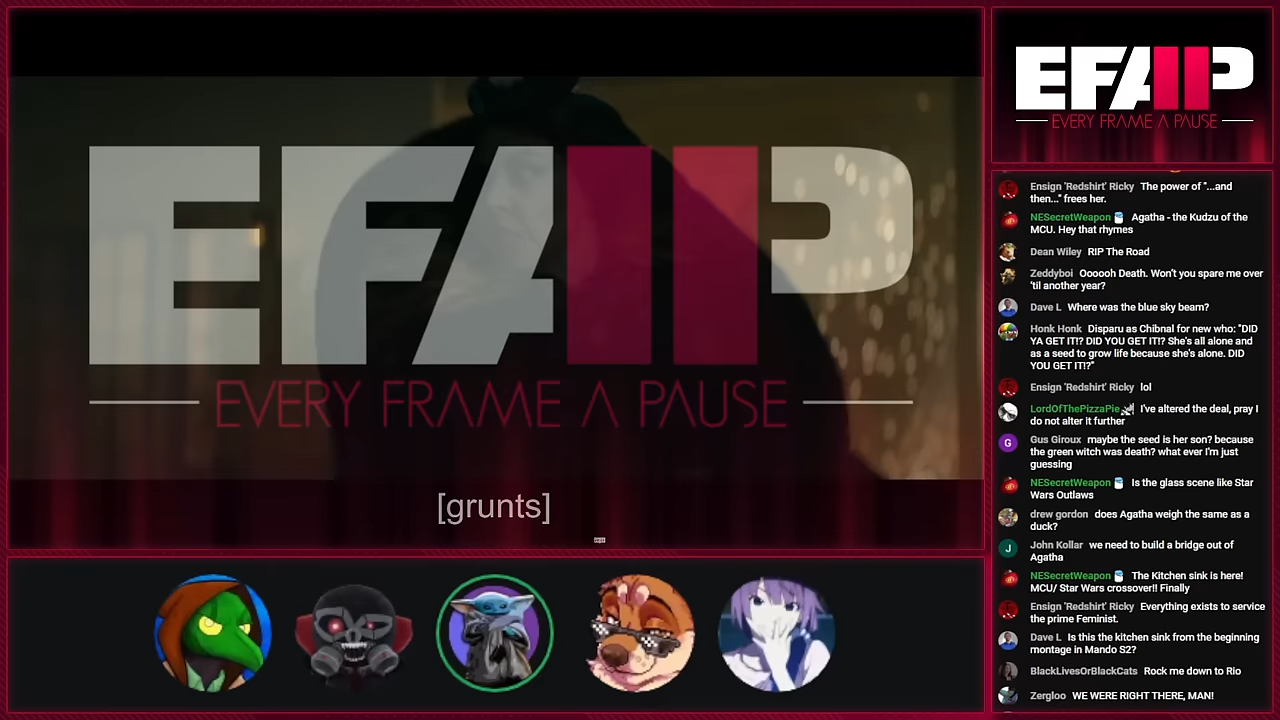 EFAP
EVERY FRAME A PAUSE
[grunts]
EFAP
EVERY FRAME A PAUSE
Ensign 'Redshirt' Ricky The power of "...and
then..." frees her.
NESecretWeapon Agatha - the Kudzu of the
MCU. Hey that rhymes
Dean Wiley RIP The Road
Zeddyboi Oooooh Death. Won't you spare me over
'til another year?
Dave L Where was the blue sky beam?
Honk Honk Disparu as Chibnal for new who: "DID
YA GET IT!? DID YOU GET IT!? She's all alone and
as a seed to grow life because she's alone. DID
YOU GET IT!?"
Ensign 'Redshirt' Ricky lol
LordOfThePizzaPie I've altered the deal, pray I
do not alter it further
G
Gus Giroux maybe the seed is her son? because
the green witch was death? what ever I'm just
guessing
NESecretWeapon Is the glass scene like Star
Wars Outlaws
drew gordon does Agatha weigh the same as a
duck?
J
John Kollar we need to build a bridge out of
Agatha
NESecretWeapon The Kitchen sink is here!
MCU/ Star Wars crossover!! Finally
Ensign 'Redshirt' Ricky Everything exists to service
the prime Feminist.
Dave L Is this the kitchen sink from the beginning
montage in Mando S2?
BlackLivesOrBlackCats Rock me down to Rio
Zergloo WE WERE RIGHT THERE, MAN!